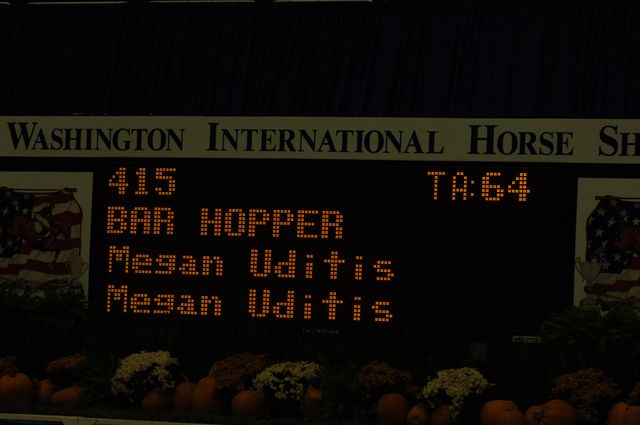 WASHINGTON INTERNATIONAL HORSE SH
415 TA:64
BAR HOPPER
Megan Uditis
Megan Uditis